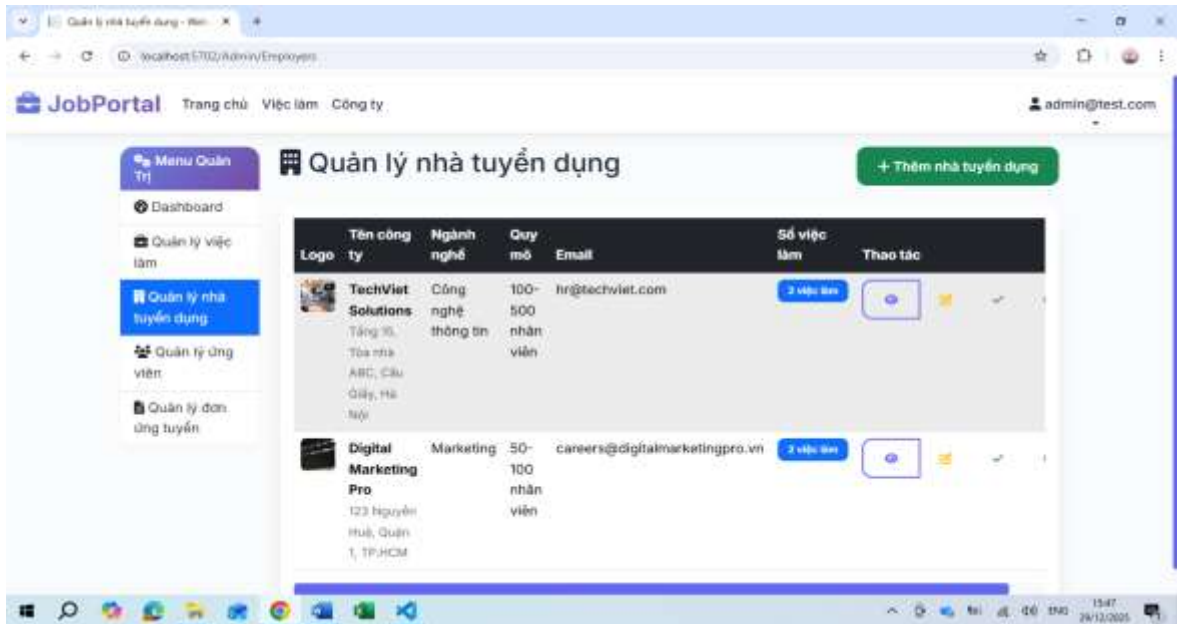 Quản lý nhà tuyển dụng
localhost:5702/Admin/Employers
JobPortal Trang chủ Việc làm Công ty admin@test.com
Menu Quản
Trị
Dashboard
Quản lý việc
làm
Quản lý nhà
tuyển dụng
Quản lý ứng
viên
Quản lý đơn
ứng tuyển
Quản lý nhà tuyển dụng
+ Thêm nhà tuyển dụng
Logo Tên công ty Ngành nghề Quy mô Email Số việc làm Thao tác
TechViet
Solutions
Tầng 15,
Tòa nhà
ABC, Cầu
Giấy, Hà
Nội
Công
nghệ
thông tin
100-
500
nhân
viên
hr@techviet.com
việc làm
Digital
Marketing
Pro
123 Nguyễn
Huệ, Quận
1, TP.HCM
Marketing
50-
100
nhân
viên
careers@digitalmarketingpro.vn
2 việc làm
ENG
15:47
29/12/2025